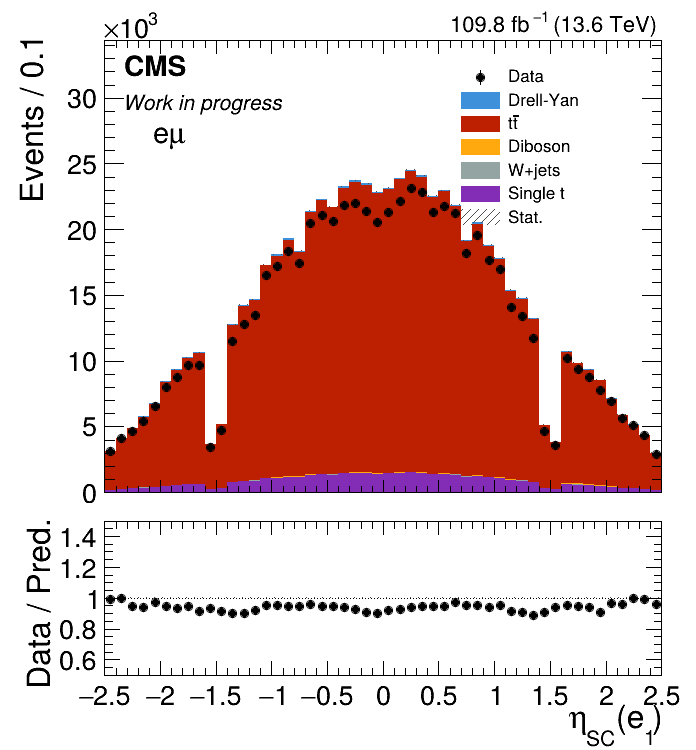 ×10³
109.8 fb⁻¹ (13.6 TeV)
Events / 0.1
CMS
Work in progress
eμ
Data
Drell-Yan
tt̄
Diboson
W+jets
Single t
Stat.
30
25
20
15
10
5
0
Data / Pred.
1.4
1.2
1
0.8
0.6
−2.5 −2 −1.5 −1 −0.5 0 0.5 1 1.5 2 2.5
η_SC(e₁)